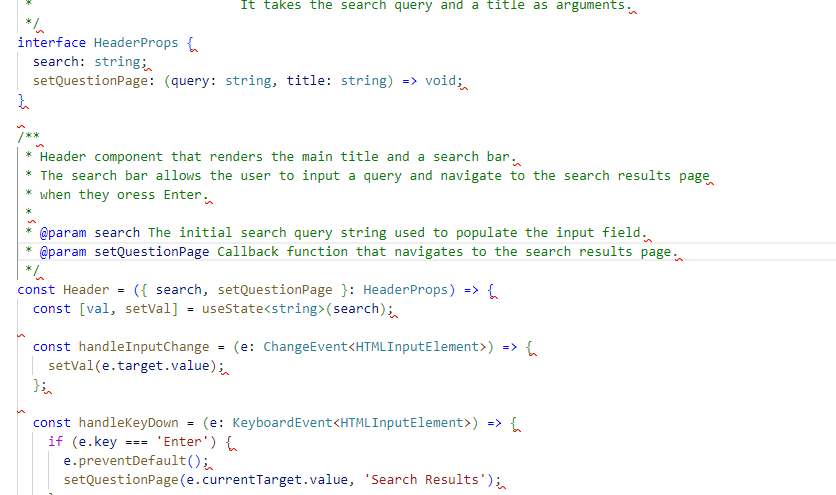 *                          It takes the search query and a title as arguments.
*/
interface HeaderProps {
  search: string;
  setQuestionPage: (query: string, title: string) => void;
}

/**
 * Header component that renders the main title and a search bar.
 * The search bar allows the user to input a query and navigate to the search results page
 * when they oress Enter.
 *
 * @param search The initial search query string used to populate the input field.
 * @param setQuestionPage Callback function that navigates to the search results page.
 */
const Header = ({ search, setQuestionPage }: HeaderProps) => {
  const [val, setVal] = useState<string>(search);

  const handleInputChange = (e: ChangeEvent<HTMLInputElement>) => {
    setVal(e.target.value);
  };

  const handleKeyDown = (e: KeyboardEvent<HTMLInputElement>) => {
    if (e.key === 'Enter') {
      e.preventDefault();
      setQuestionPage(e.currentTarget.value, 'Search Results');